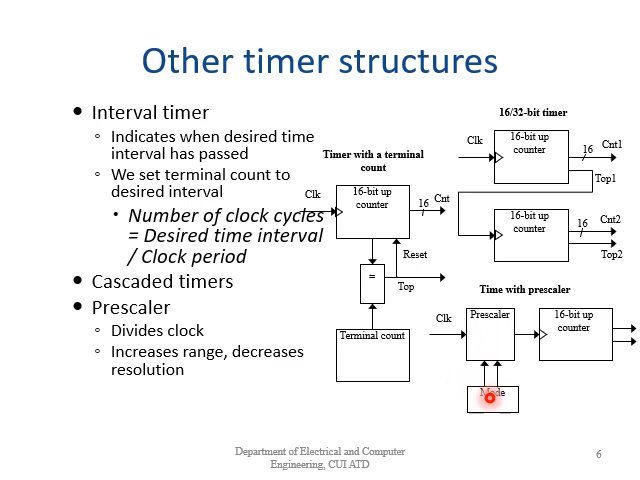 Other timer structures
• Interval timer
◦ Indicates when desired time
interval has passed
◦ We set terminal count to
desired interval
• Number of clock cycles
= Desired time interval
/ Clock period
• Cascaded timers
• Prescaler
◦ Divides clock
◦ Increases range, decreases
resolution
Timer with a terminal
count
Clk
16-bit up
counter
16
Cnt
Reset
=
Top
Terminal count
16/32-bit timer
Clk
16-bit up
counter
16
Cnt1
Top1
16-bit up
counter
16
Cnt2
Top2
Time with prescaler
Clk
Prescaler
16-bit up
counter
Mode
Department of Electrical and Computer
Engineering, CUI ATD
6